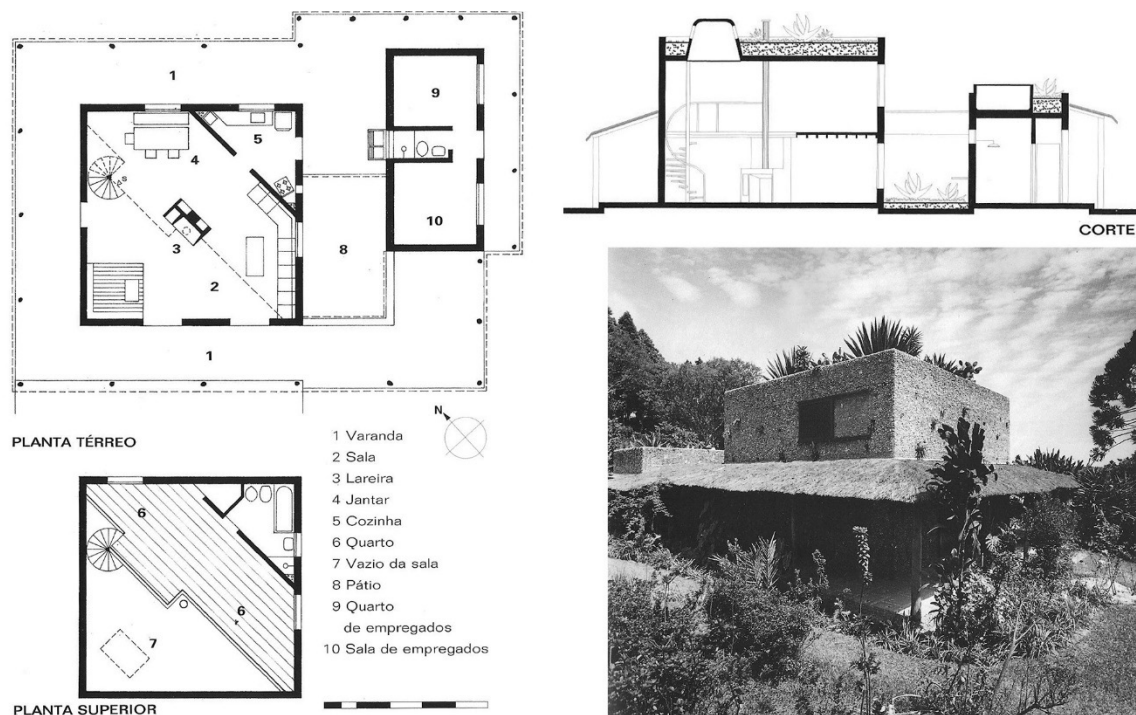 1
9
5
4
10
3
8
2
1
N
PLANTA TÉRREO
6
6
7
PLANTA SUPERIOR
1 Varanda
2 Sala
3 Lareira
4 Jantar
5 Cozinha
6 Quarto
7 Vazio da sala
8 Pátio
9 Quarto
de empregados
10 Sala de empregados
CORTE